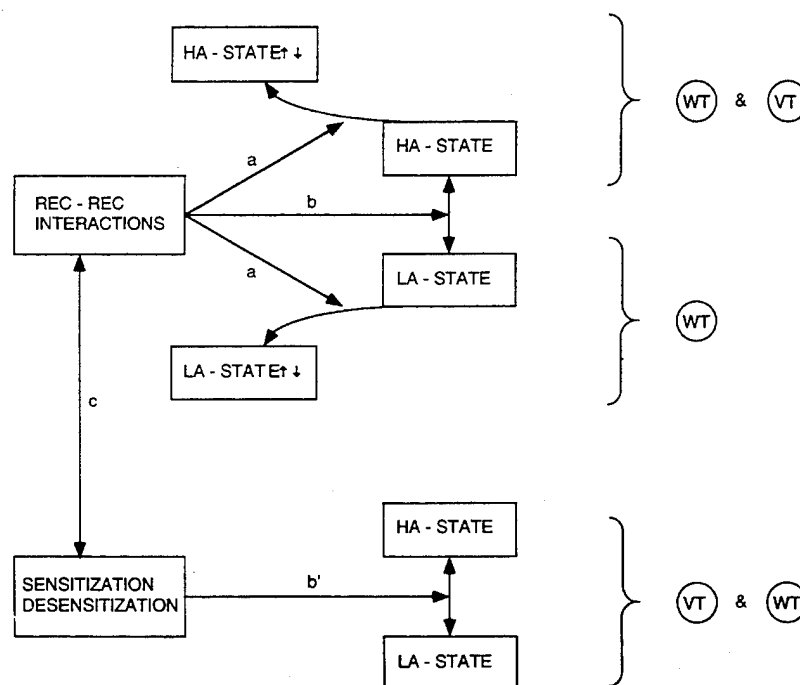 HA - STATE↑↓
WT & VT
HA - STATE
a
REC - REC
INTERACTIONS
b
a
LA - STATE
WT
LA - STATE↑↓
c
HA - STATE
SENSITIZATION
DESENSITIZATION
b'
VT & WT
LA - STATE